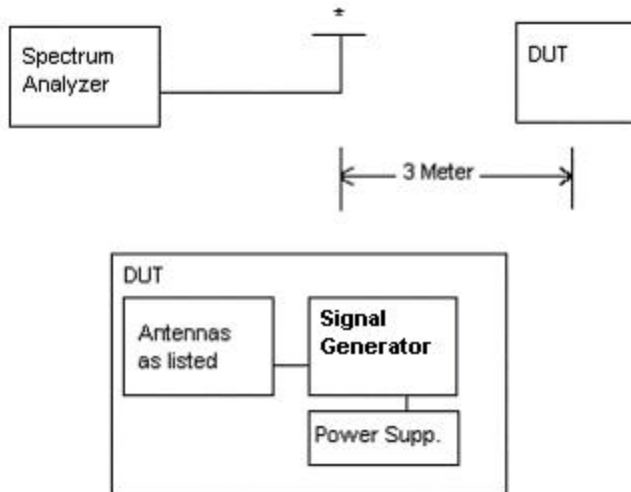 *
Spectrum
Analyzer
DUT
3 Meter
DUT
Antennas
as listed
Signal
Generator
Power Supp.